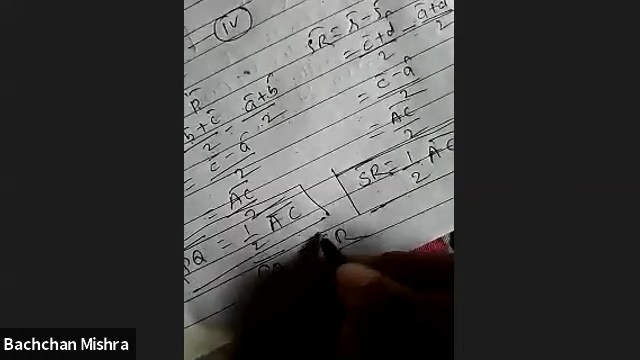 IV
SR = r̄ - s̄
= c̄+d̄/2 - ā+d̄/2
= c̄-ā/2
= AC/2
SR = 1/2 AC
b̄+c̄/2 - ā+b̄/2
= c̄-ā/2
= AC/2
PQ = 1/2 AC
Bachchan Mishra